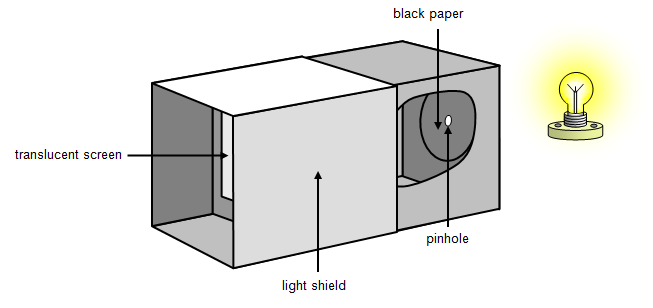 black paper
translucent screen
pinhole
light shield